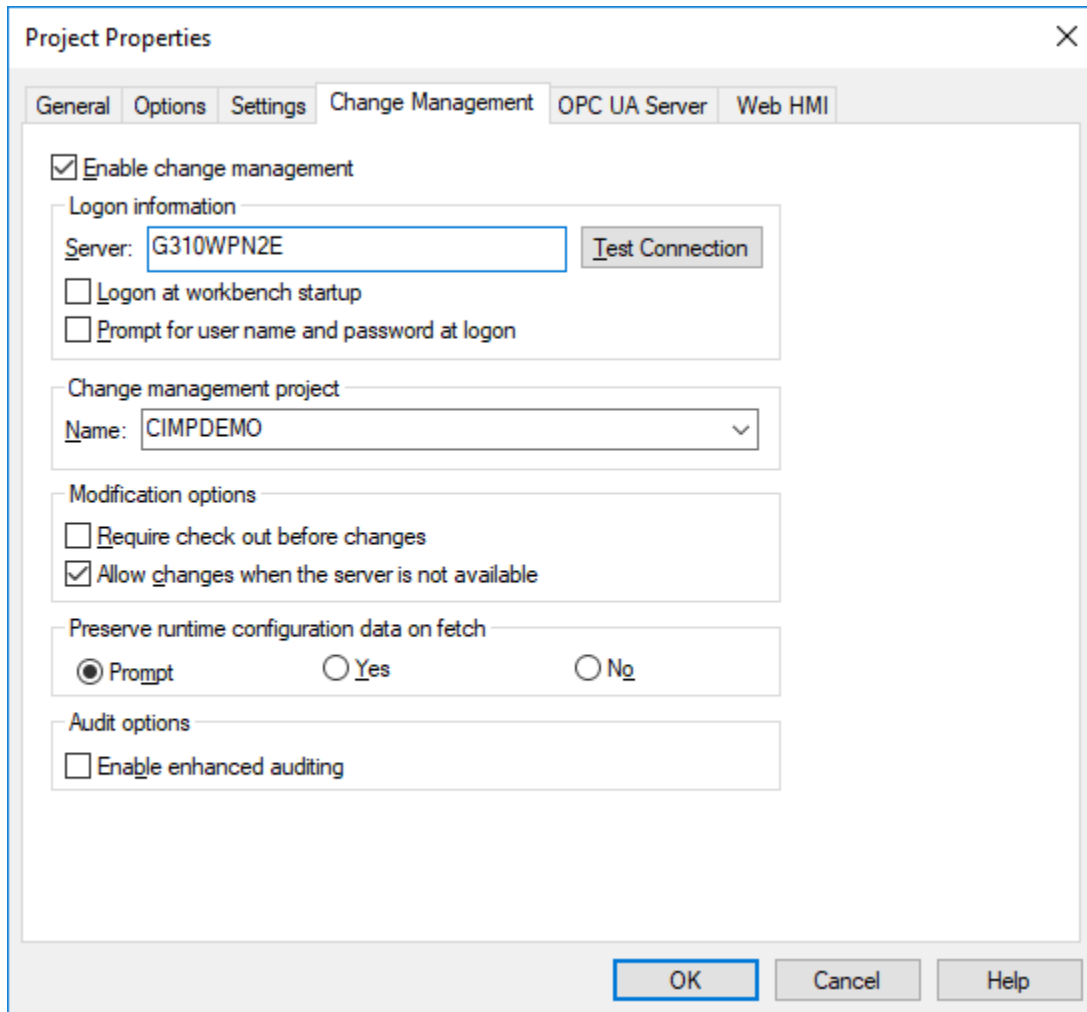 Project Properties
General Options Settings Change Management OPC UA Server Web HMI
Enable change management
Logon information
Server: G310WPN2E Test Connection
Logon at workbench startup
Prompt for user name and password at logon
Change management project
Name: CIMPDEMO
Modification options
Require check out before changes
Allow changes when the server is not available
Preserve runtime configuration data on fetch
Prompt Yes No
Audit options
Enable enhanced auditing
OK Cancel Help